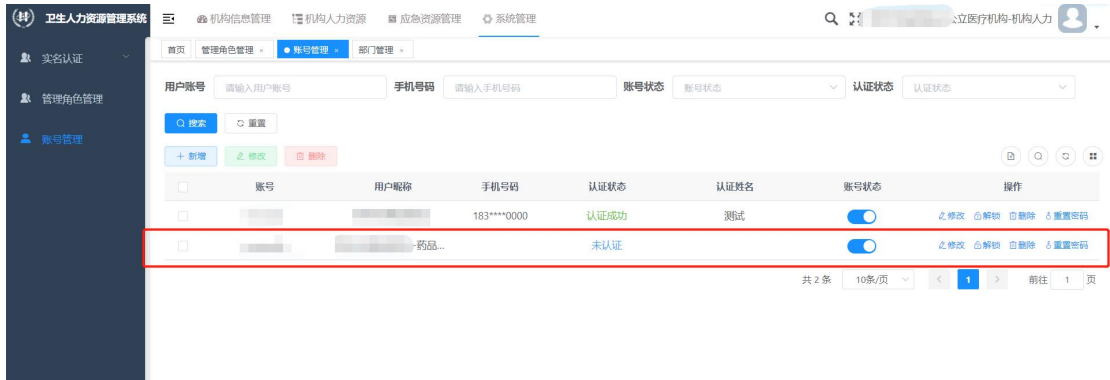 卫生人力资源管理系统 机构信息管理 机构人力资源 应急资源管理 系统管理 公立医疗机构-机构人力
首页 管理角色管理 × 账号管理 × 部门管理 ×
实名认证
管理角色管理
账号管理
用户账号 请输入用户账号 手机号码 请输入手机号码 账号状态 账号状态 认证状态 认证状态
搜索 重置
+ 新增 修改 删除
账号 用户昵称 手机号码 认证状态 认证姓名 账号状态 操作
183****0000 认证成功 测试 修改 解锁 删除 重置密码
-药品... 未认证 修改 解锁 删除 重置密码
共 2 条 10条/页 < 1 > 前往 1 页